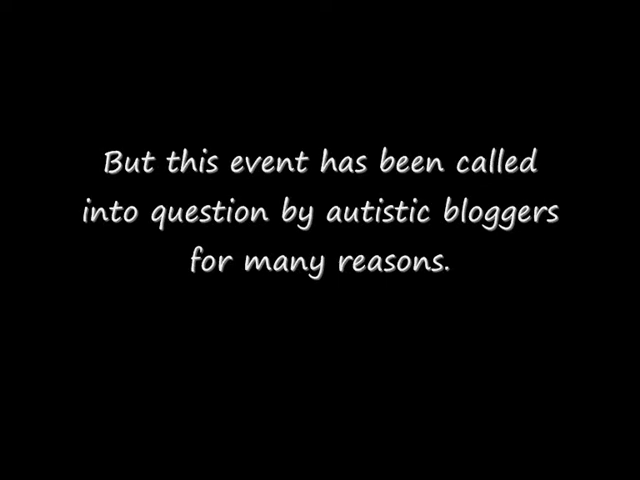 But this event has been called
into question by autistic bloggers
for many reasons.